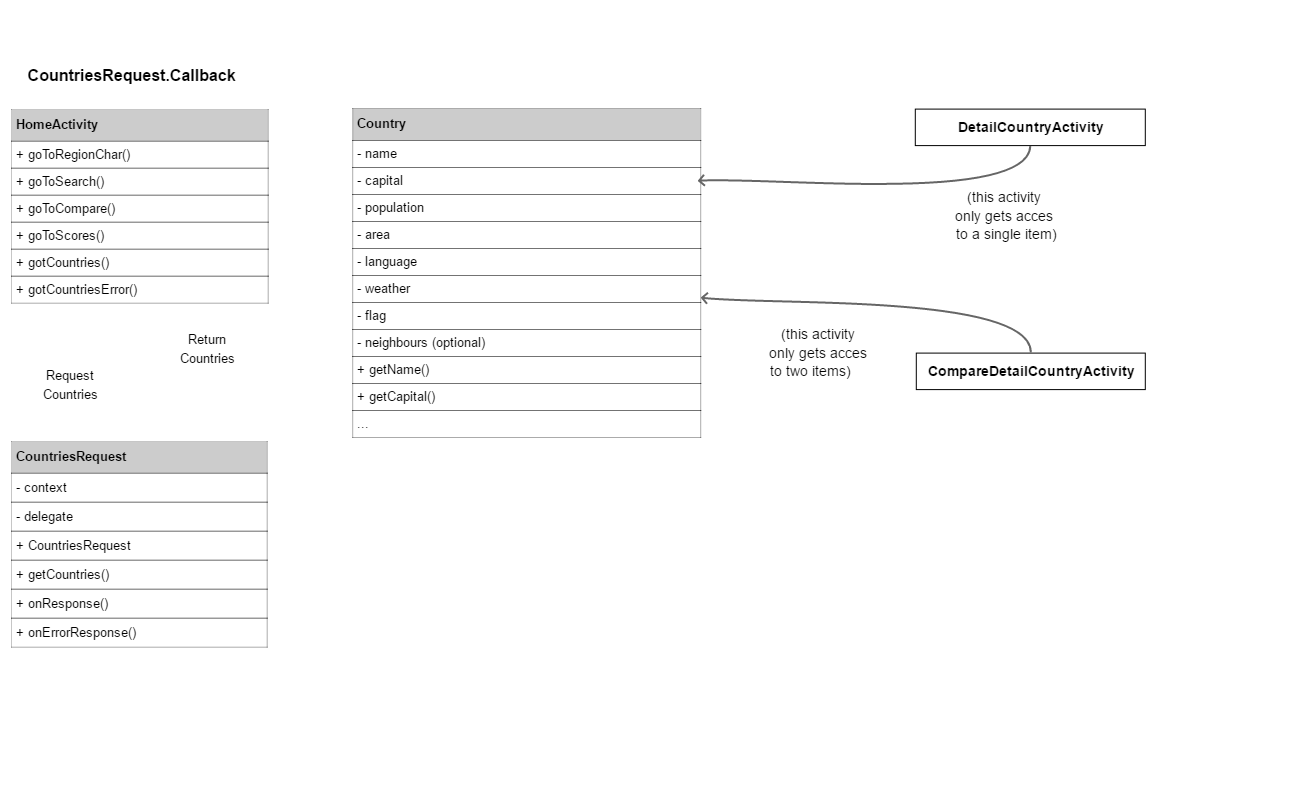 CountriesRequest.Callback
HomeActivity
+ goToRegionChar()
+ goToSearch()
+ goToCompare()
+ goToScores()
+ gotCountries()
+ gotCountriesError()
Return
Countries
Request
Countries
CountriesRequest
- context
- delegate
+ CountriesRequest
+ getCountries()
+ onResponse()
+ onErrorResponse()
Country
- name
- capital
- population
- area
- language
- weather
- flag
- neighbours (optional)
+ getName()
+ getCapital()
...
DetailCountryActivity
(this activity
only gets acces
to a single item)
(this activity
only gets acces
to two items)
CompareDetailCountryActivity